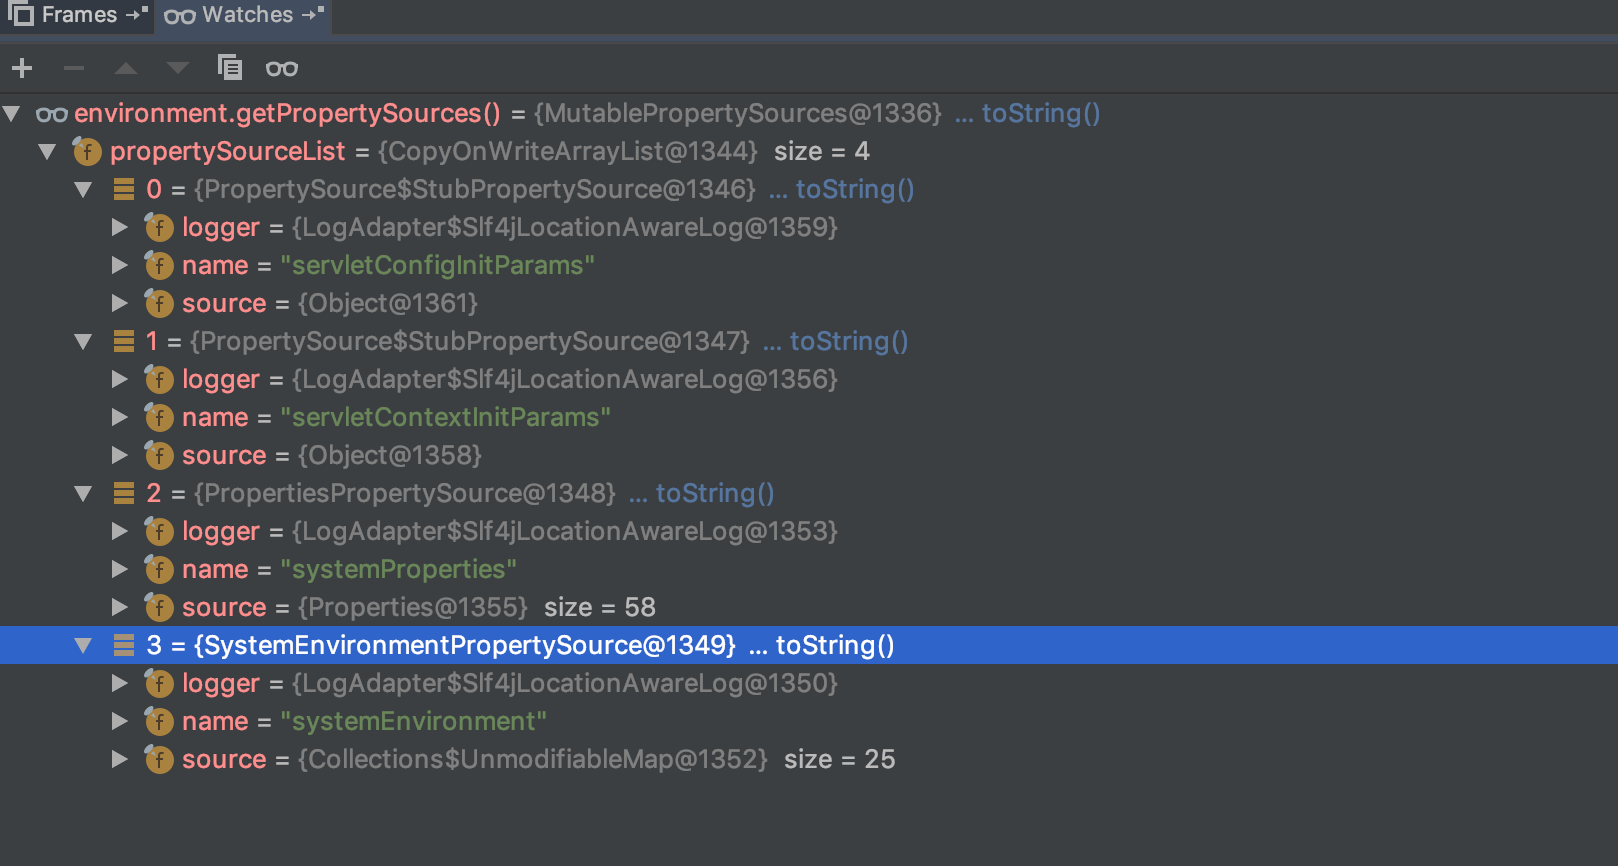 Frames Watches
environment.getPropertySources() = {MutablePropertySources@1336} ... toString()
f propertySourceList = {CopyOnWriteArrayList@1344} size = 4
0 = {PropertySource$StubPropertySource@1346} ... toString()
f logger = {LogAdapter$Slf4jLocationAwareLog@1359}
f name = "servletConfigInitParams"
f source = {Object@1361}
1 = {PropertySource$StubPropertySource@1347} ... toString()
f logger = {LogAdapter$Slf4jLocationAwareLog@1356}
f name = "servletContextInitParams"
f source = {Object@1358}
2 = {PropertiesPropertySource@1348} ... toString()
f logger = {LogAdapter$Slf4jLocationAwareLog@1353}
f name = "systemProperties"
f source = {Properties@1355} size = 58
3 = {SystemEnvironmentPropertySource@1349} ... toString()
f logger = {LogAdapter$Slf4jLocationAwareLog@1350}
f name = "systemEnvironment"
f source = {Collections$UnmodifiableMap@1352} size = 25